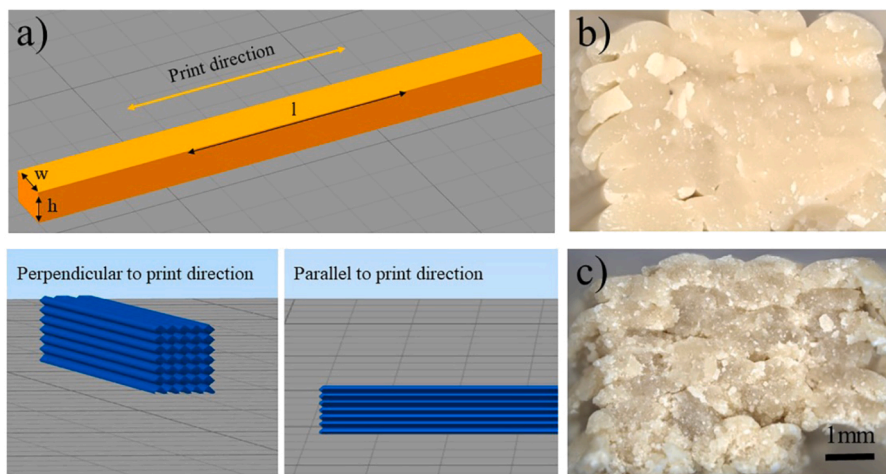 a)
Print direction
l
w
h
b)
Perpendicular to print direction
Parallel to print direction
c)
1mm